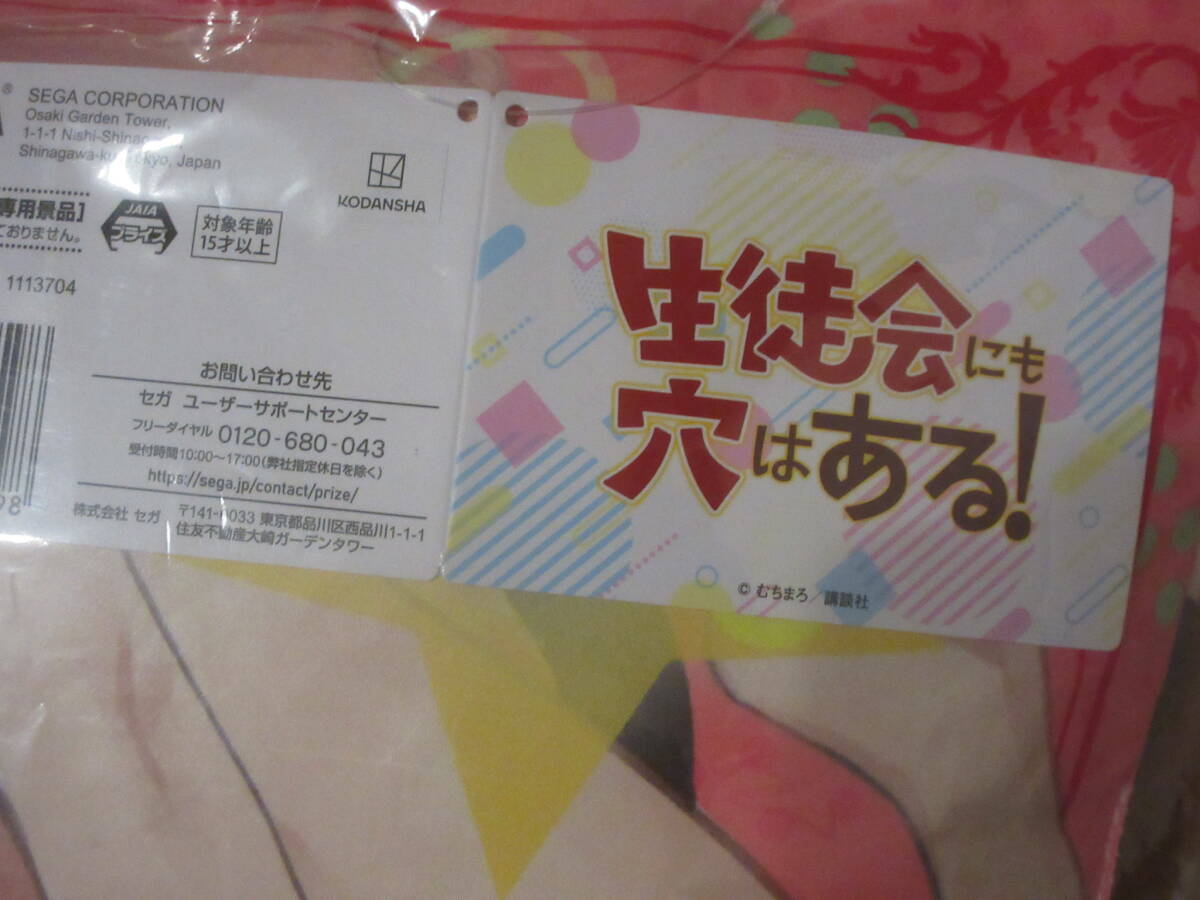 SEGA CORPORATION
Osaki Garden Tower,
1-1-1 Nishi-Shinagawa,
Shinagawa-ku, Tokyo, Japan
専用景品]
ておりません。
JAIA
プライズ
対象年齢
15才以上
KODANSHA
1113704
お問い合わせ先
セガ ユーザーサポートセンター
フリーダイヤル 0120-680-043
受付時間10:00～17:00(弊社指定休日を除く)
https://sega.jp/contact/prize/
株式会社 セガ 〒141-0033 東京都品川区西品川1-1-1
住友不動産大崎ガーデンタワー
98
生徒会にも
穴はある!
© むちまろ／講談社